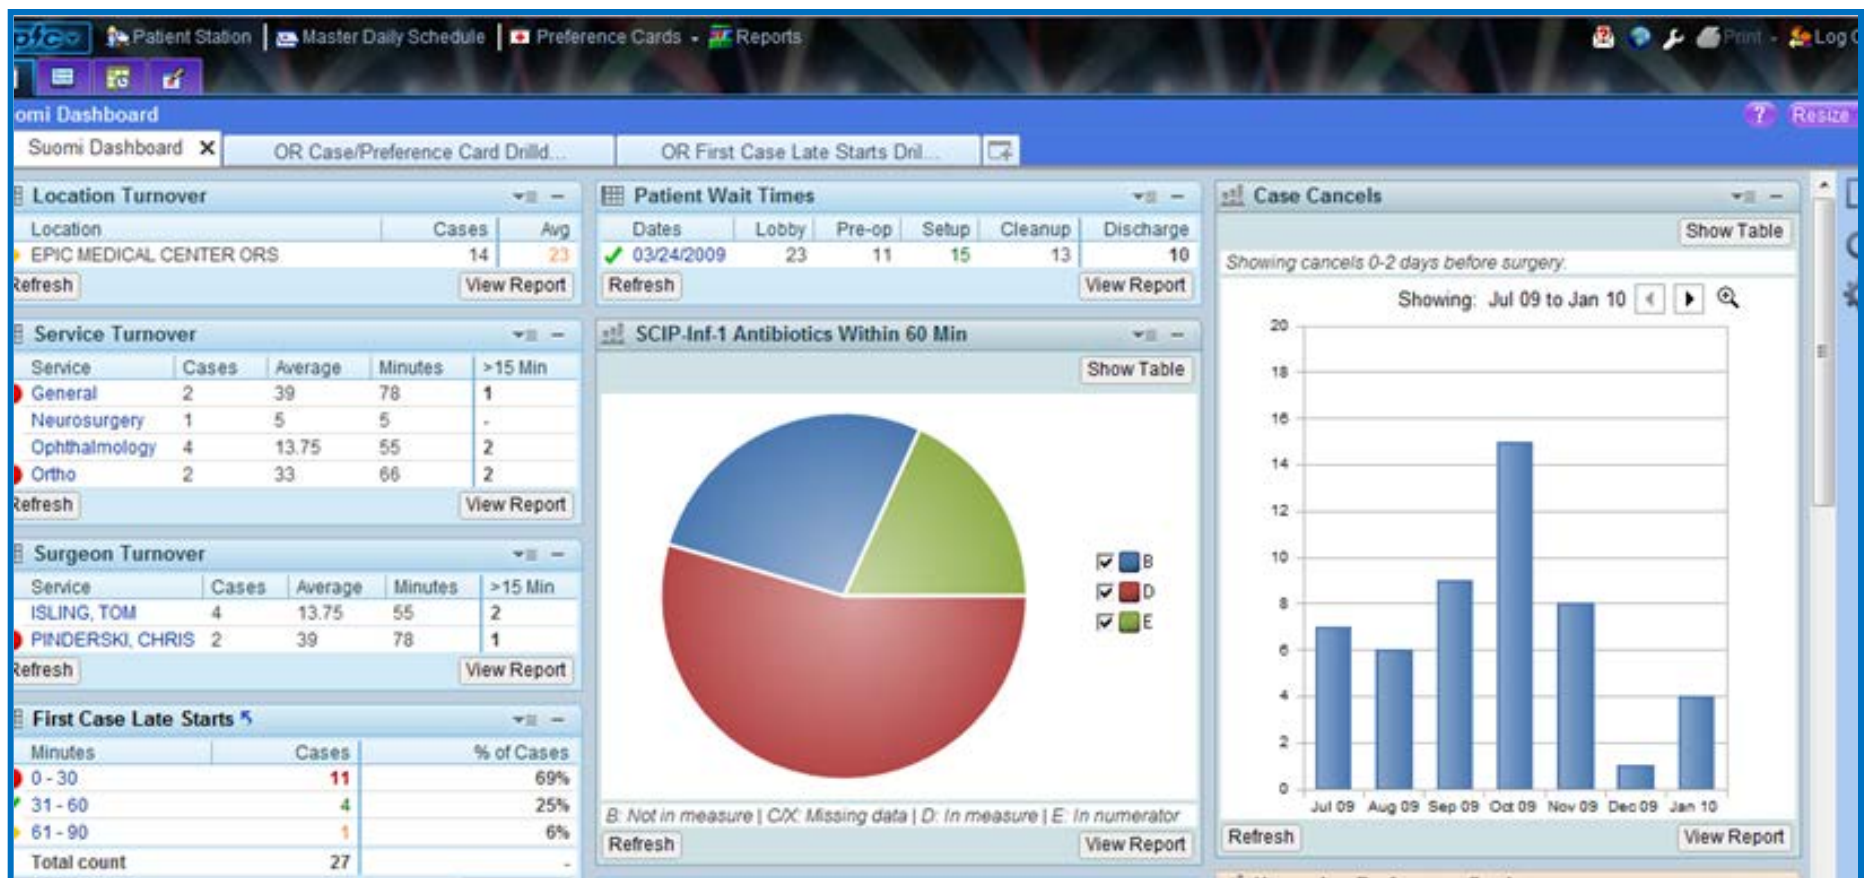 Patient Station Master Daily Schedule Preference Cards Reports Print
omi Dashboard ? Resize
Suomi Dashboard X OR Case/Preference Card Drilld... OR First Case Late Starts Dril...
Location Turnover
Location Cases Avg
EPIC MEDICAL CENTER ORS 14 23
Refresh View Report
Service Turnover
Service Cases Average Minutes >15 Min
General 2 39 78 1
Neurosurgery 1 5 5 -
Ophthalmology 4 13.75 55 2
Ortho 2 33 66 2
Refresh View Report
Surgeon Turnover
Service Cases Average Minutes >15 Min
ISLING, TOM 4 13.75 55 2
PINDERSKI, CHRIS 2 39 78 1
Refresh View Report
First Case Late Starts
Minutes Cases % of Cases
0 - 30 11 69%
31 - 60 4 25%
61 - 90 1 6%
Total count 27 -
Patient Wait Times
Dates Lobby Pre-op Setup Cleanup Discharge
03/24/2009 23 11 15 13 10
Refresh View Report
SCIP-Inf-1 Antibiotics Within 60 Min
Show Table
B
D
E
B: Not in measure | C/X: Missing data | D: In measure | E: In numerator
Refresh View Report
Case Cancels
Show Table
Showing cancels 0-2 days before surgery.
Showing: Jul 09 to Jan 10
20
18
16
14
12
10
8
6
4
2
0
Jul 09 Aug 09 Sep 09 Oct 09 Nov 09 Dec 09 Jan 10
Refresh View Report